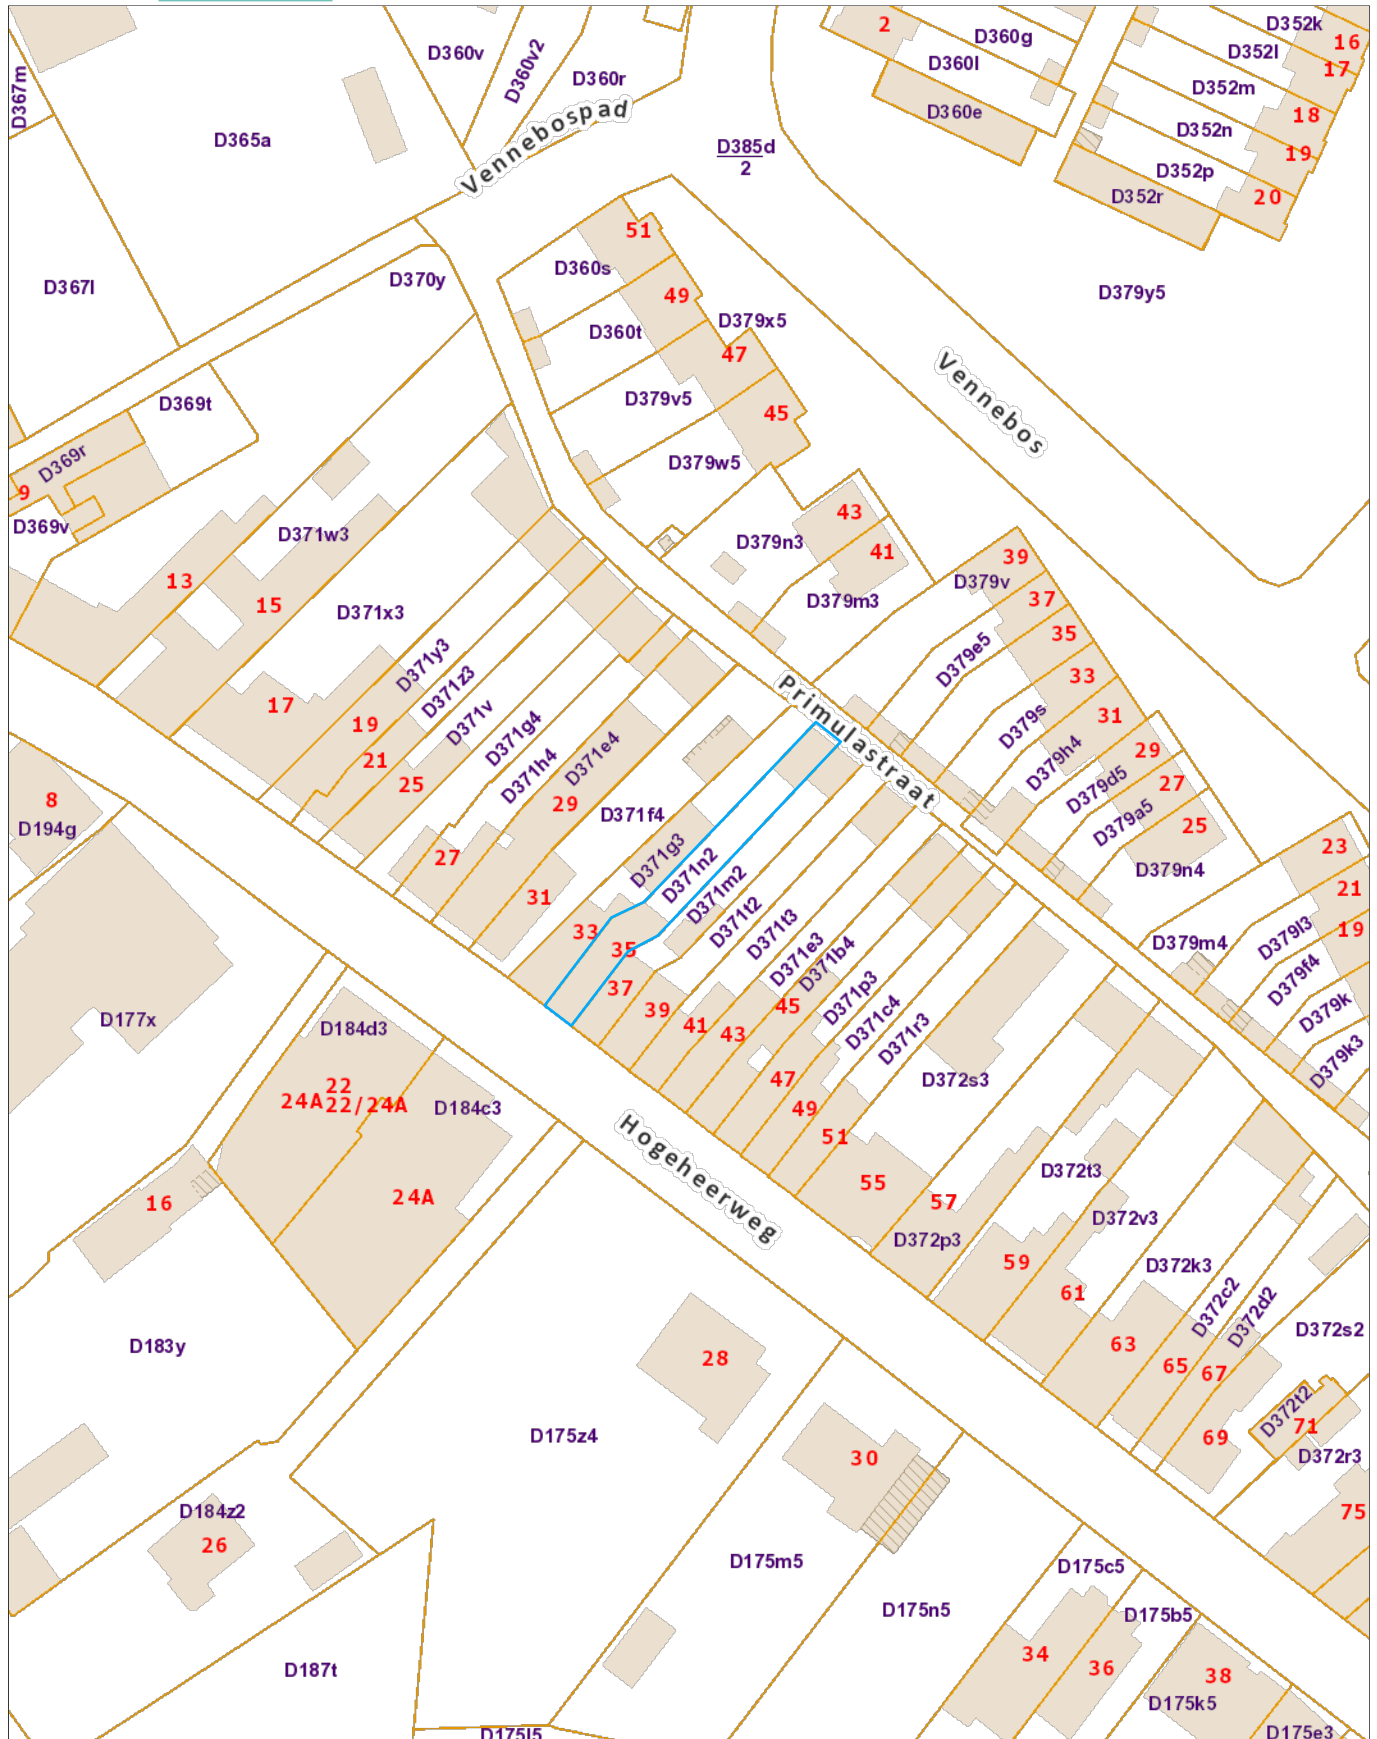 D352k
16
2
D360g
D352l
D360v
D360v2
D360l
17
D360r
D352m
D367m
Vennebospad
D360e
18
D352n
D365a
D385d
2
19
D352p
D352r
20
51
D360s
D370y
D367l
49
D379y5
D379x5
D360t
47
Vennebos
D379v5
D369t
45
D369r
D379w5
9
D369v
43
D371w3
D379n3
41
39
13
D379v
37
15
D371x3
D379m3
35
D379e5
D371y3
33
D371z3
Primulastraat
17
D379s
31
19
D371v
D371g4
29
21
D379h4
D371e4
D379d5
27
25
D371h4
8
29
D371f4
D379a5
25
D194g
23
27
D371g3
D371n2
D379n4
31
D371m2
21
33
D371t2
D371t3
19
35
D371e3
D379m4
D379l3
D371b4
D379f4
37
D371p3
45
39
D379k
D177x
D371c4
41
D184d3
43
D371r3
D379k3
47
D372s3
22
24A 22/24A
D184c3
49
51
Hogeheerweg
D372t3
55
24A
16
57
D372v3
D372p3
59
D372k3
61
D372c2
D372d2
D372s2
D183y
63
28
65
67
D372t2
71
D175z4
69
D372r3
30
75
D184z2
26
D175m5
D175c5
D175n5
D175b5
34
36
D187t
38
D175k5
D175l5
D175e3